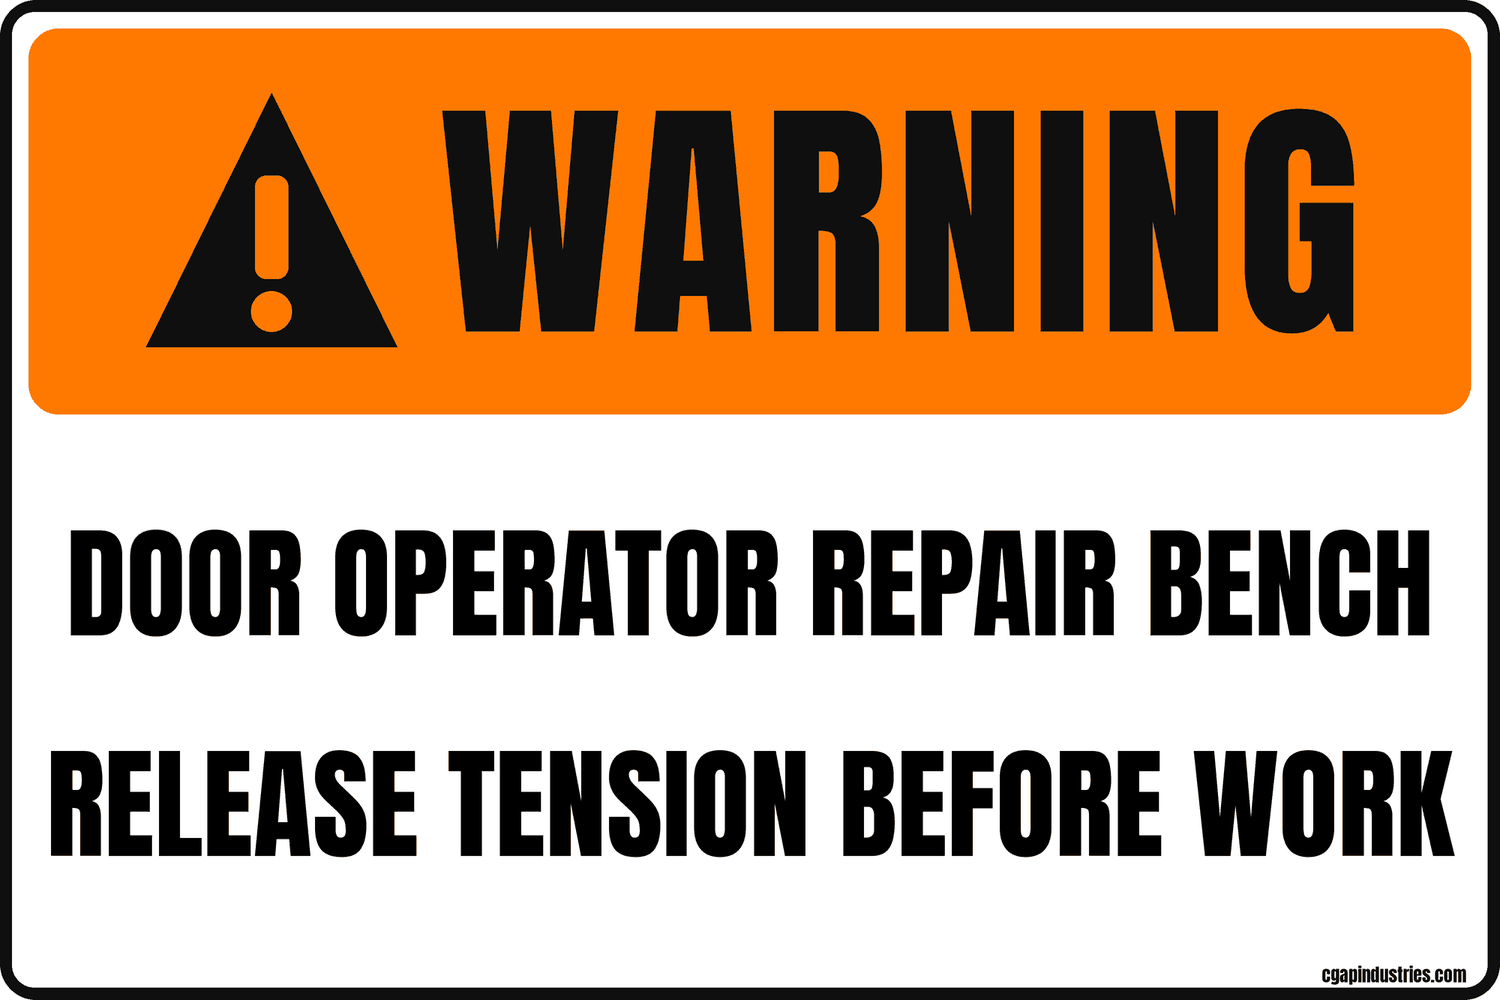 WARNING
DOOR OPERATOR REPAIR BENCH
RELEASE TENSION BEFORE WORK
cgapindustries.com